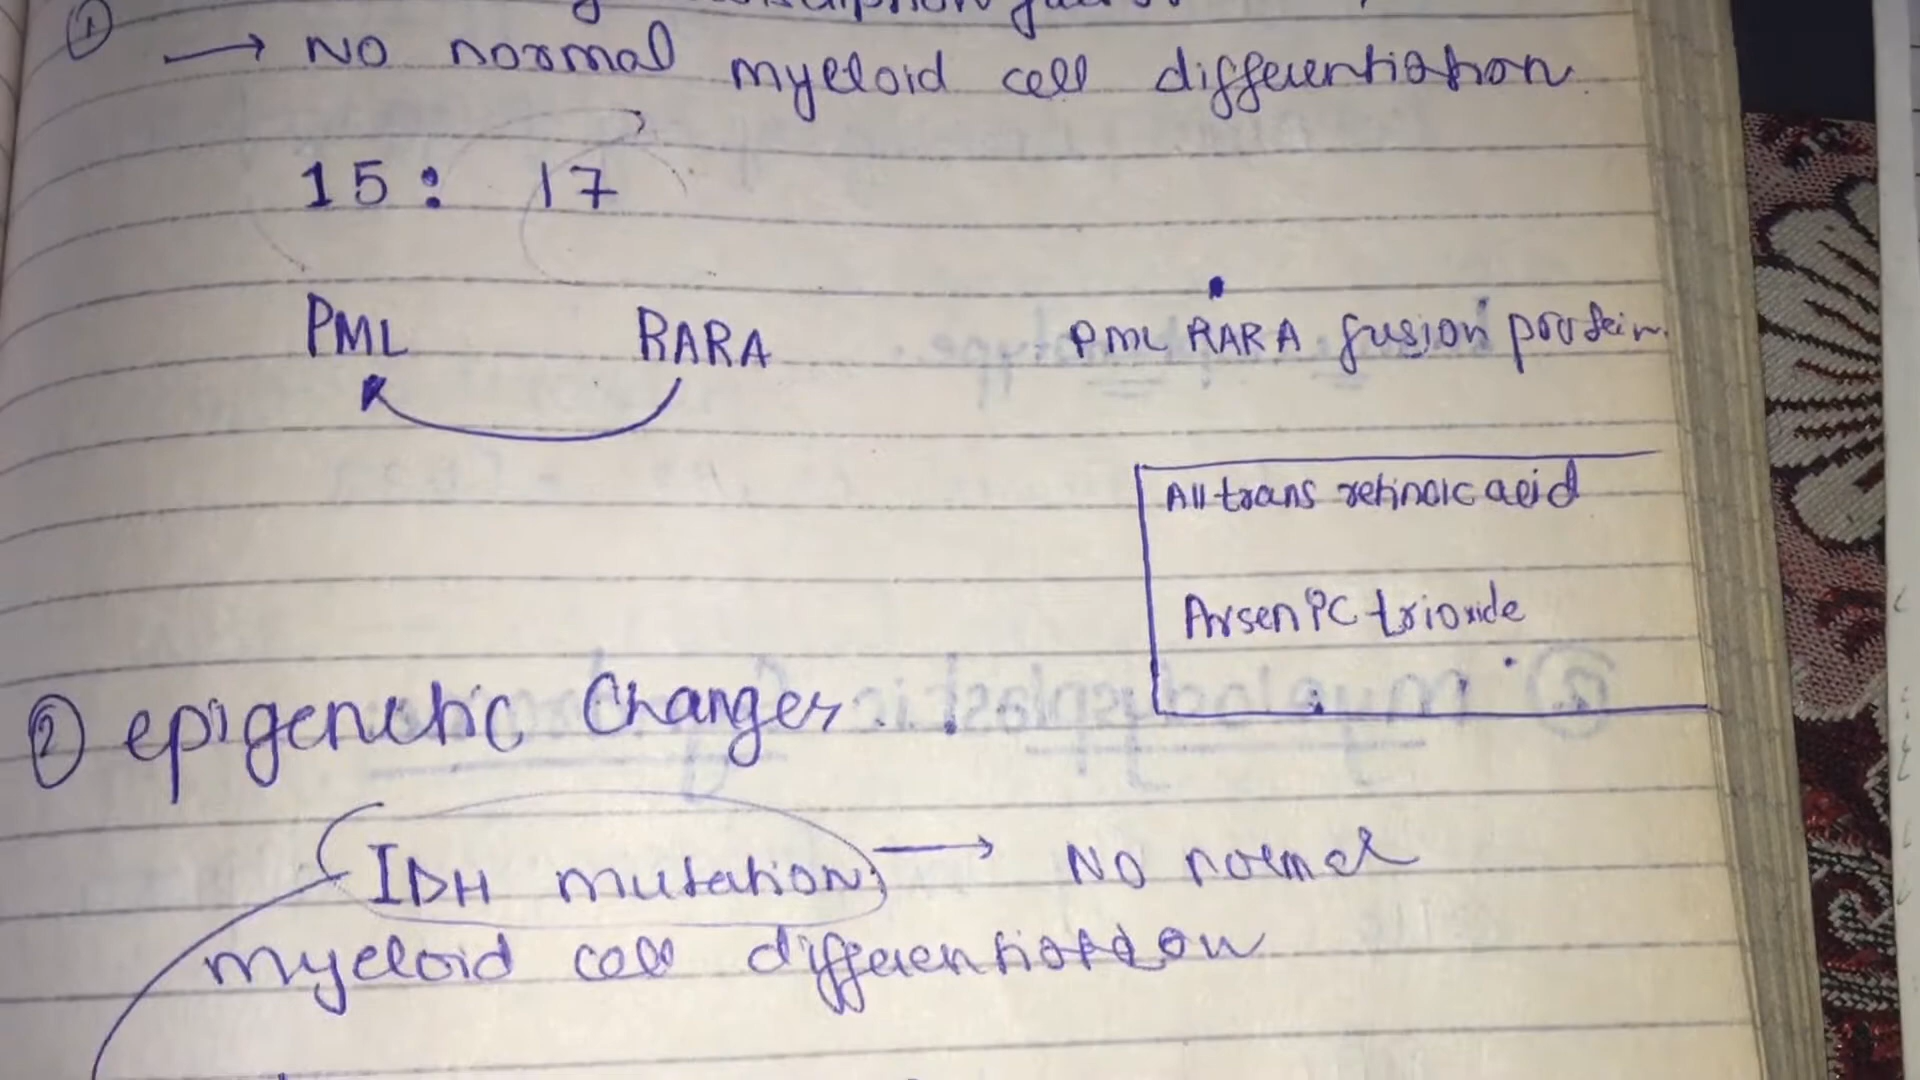 ①
→ No normal myeloid cell differentiation.
15: 17
PML RARA PML RARA fusion protein.
All trans retinoic acid
Arsenic trioxide
② epigenetic Changes.
IDH mutation → No normal
myeloid cell differentiation